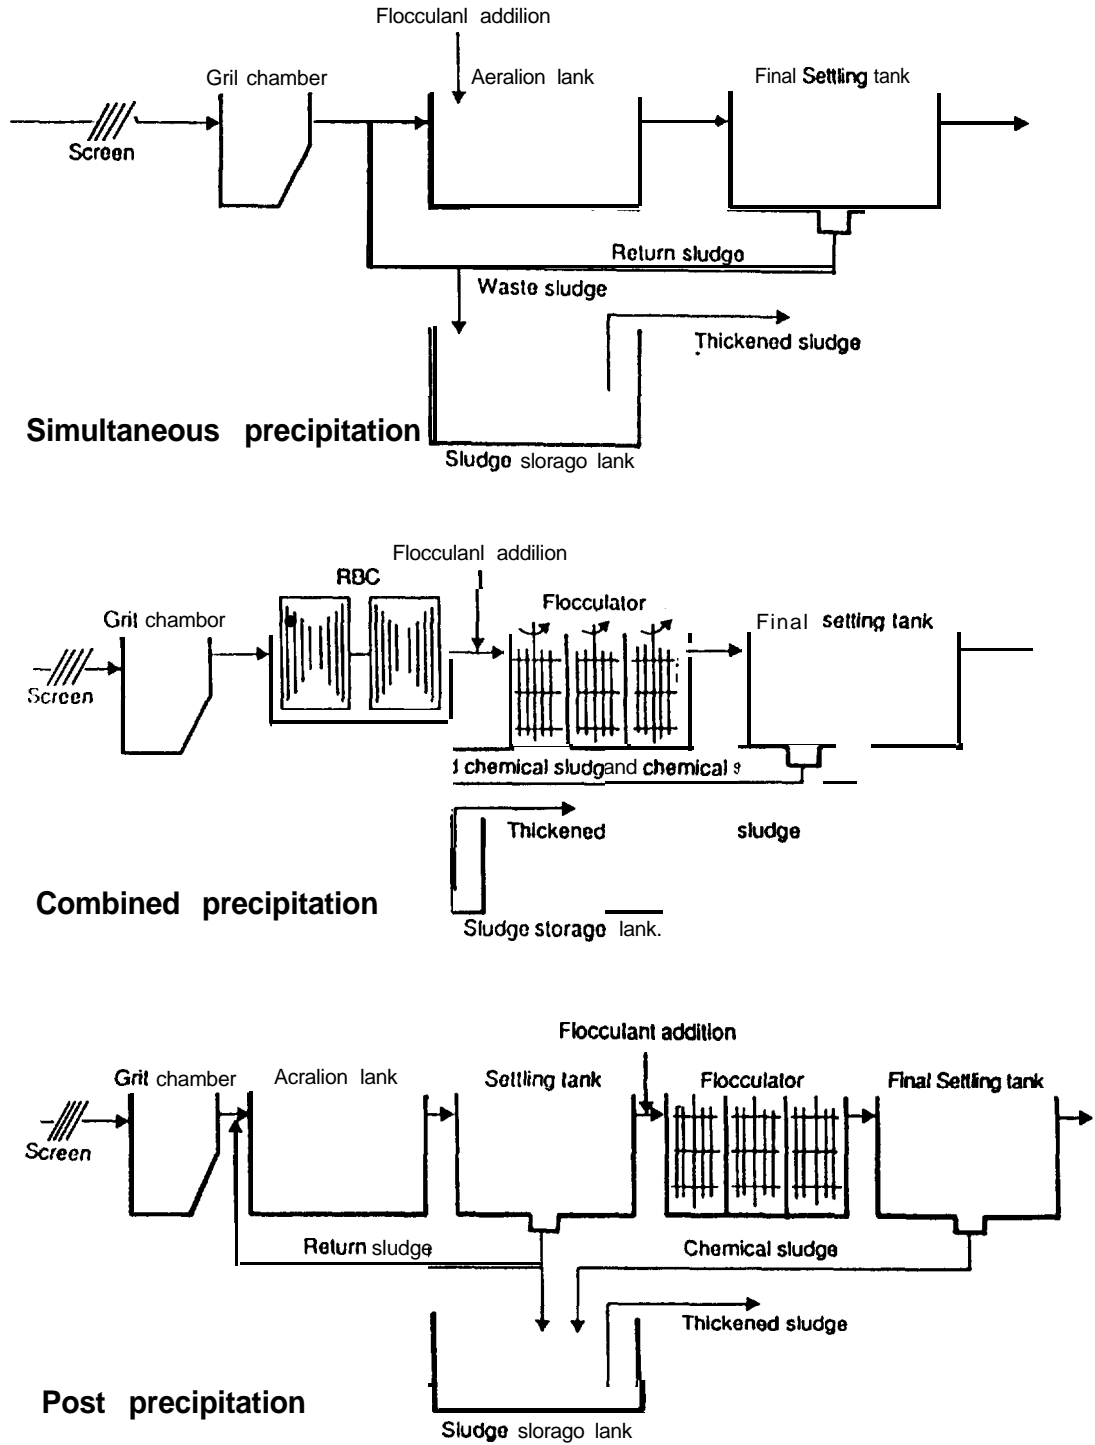 Flocculanl addilion
Gril chamber
Aeralion lank
Final Settling tank
Screen
Return sludgo
Wasto sludge
Thickened sludge
Simultaneous precipitation
Sludgo slorago lank
Flocculanl addilion
RBC
Flocculator
Grit chambor
Final setting tank
Screen
chemical sludg and chemical s
Thickened sludge
Combined precipitation
Sludge storago lank.
Flocculant addition
Grit chamber
Acralion lank
Settling tank
Flocculator
Final Settling tank
Screen
Return sludge
Chemical sludge
Thickened sludge
Post precipitation
Sludge slorago lank